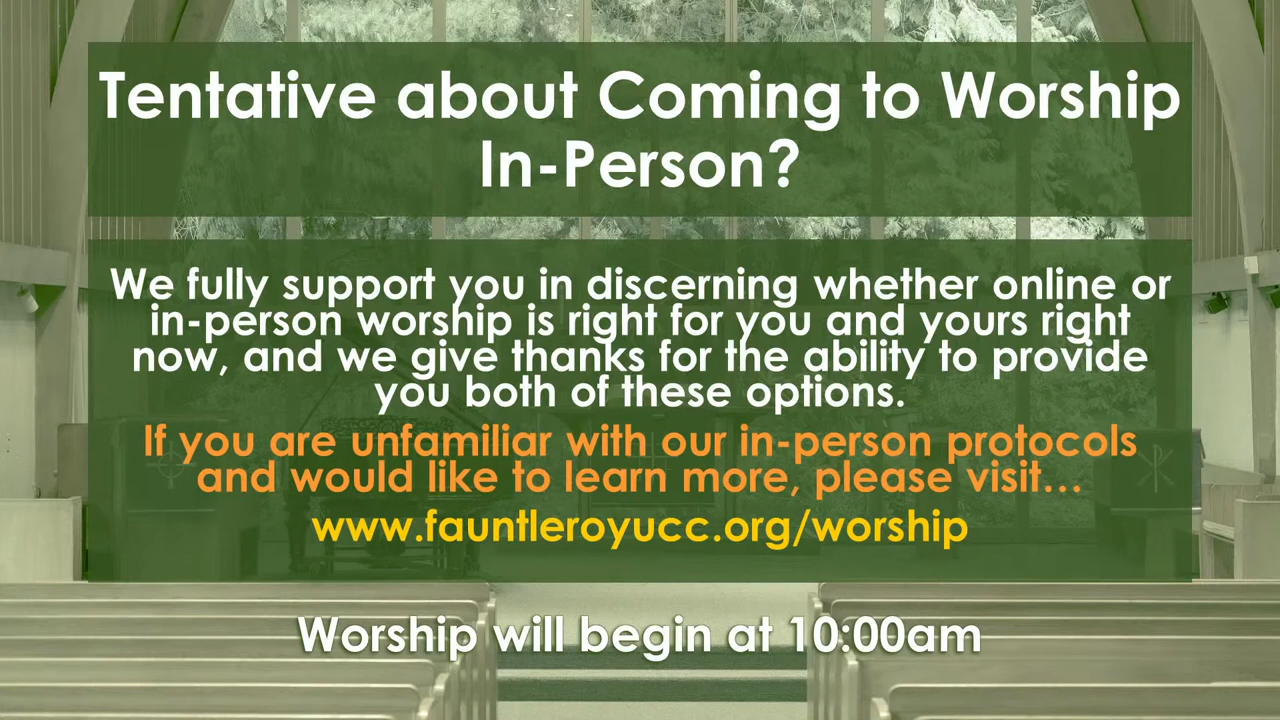 Tentative about Coming to Worship
In-Person?
We fully support you in discerning whether online or
in-person worship is right for you and yours right
now, and we give thanks for the ability to provide
you both of these options.
If you are unfamiliar with our in-person protocols
and would like to learn more, please visit…
www.fauntleroyucc.org/worship
Worship will begin at 10:00am